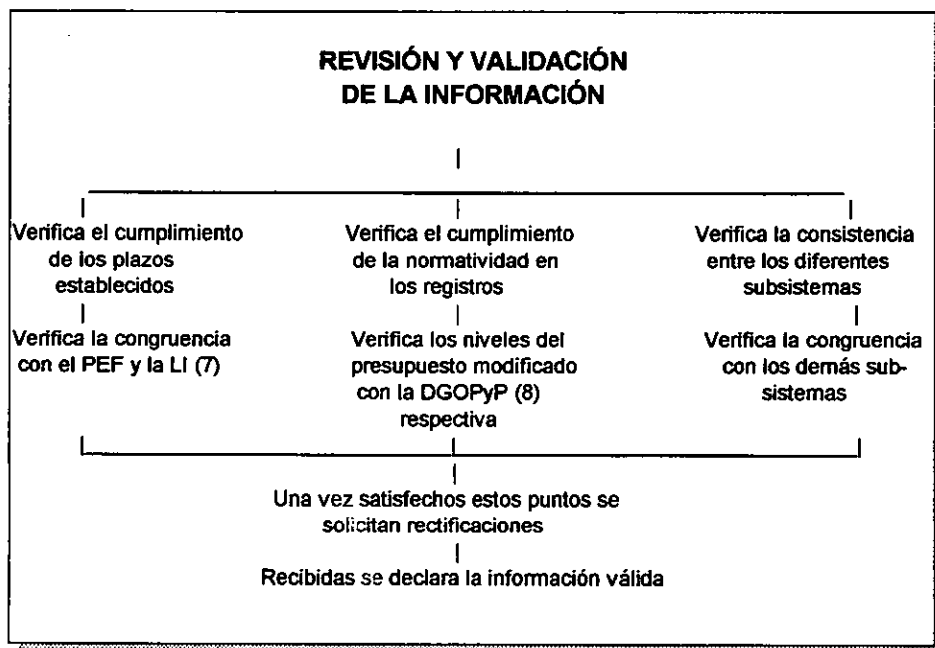 REVISIÓN Y VALIDACIÓN
DE LA INFORMACIÓN
Verifica el cumplimiento
de los plazos
establecidos
Verifica el cumplimiento
de la normatividad en
los registros
Verifica la consistencia
entre los diferentes
subsistemas
Verifica la congruencia
con el PEF y la LI (7)
Verifica los niveles del
presupuesto modificado
con la DGOPyP (8)
respectiva
Verifica la congruencia
con los demás sub-
sistemas
Una vez satisfechos estos puntos se
solicitan rectificaciones
Recibidas se declara la información válida